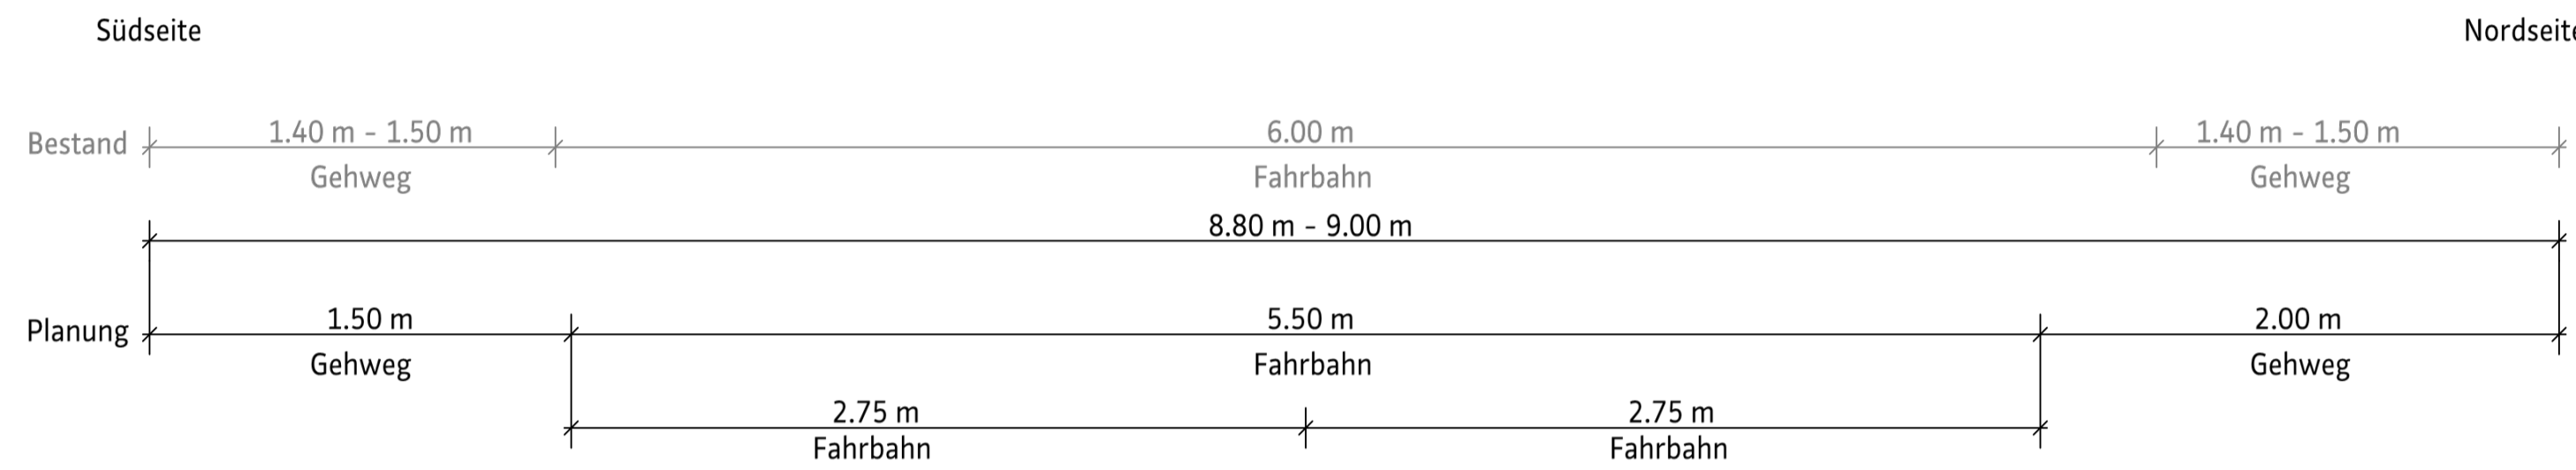 Südseite Nordseite
Bestand 1.40 m - 1.50 m 6.00 m 1.40 m - 1.50 m
Gehweg Fahrbahn Gehweg
8.80 m - 9.00 m
Planung 1.50 m 5.50 m 2.00 m
Gehweg Fahrbahn Gehweg
2.75 m 2.75 m
Fahrbahn Fahrbahn